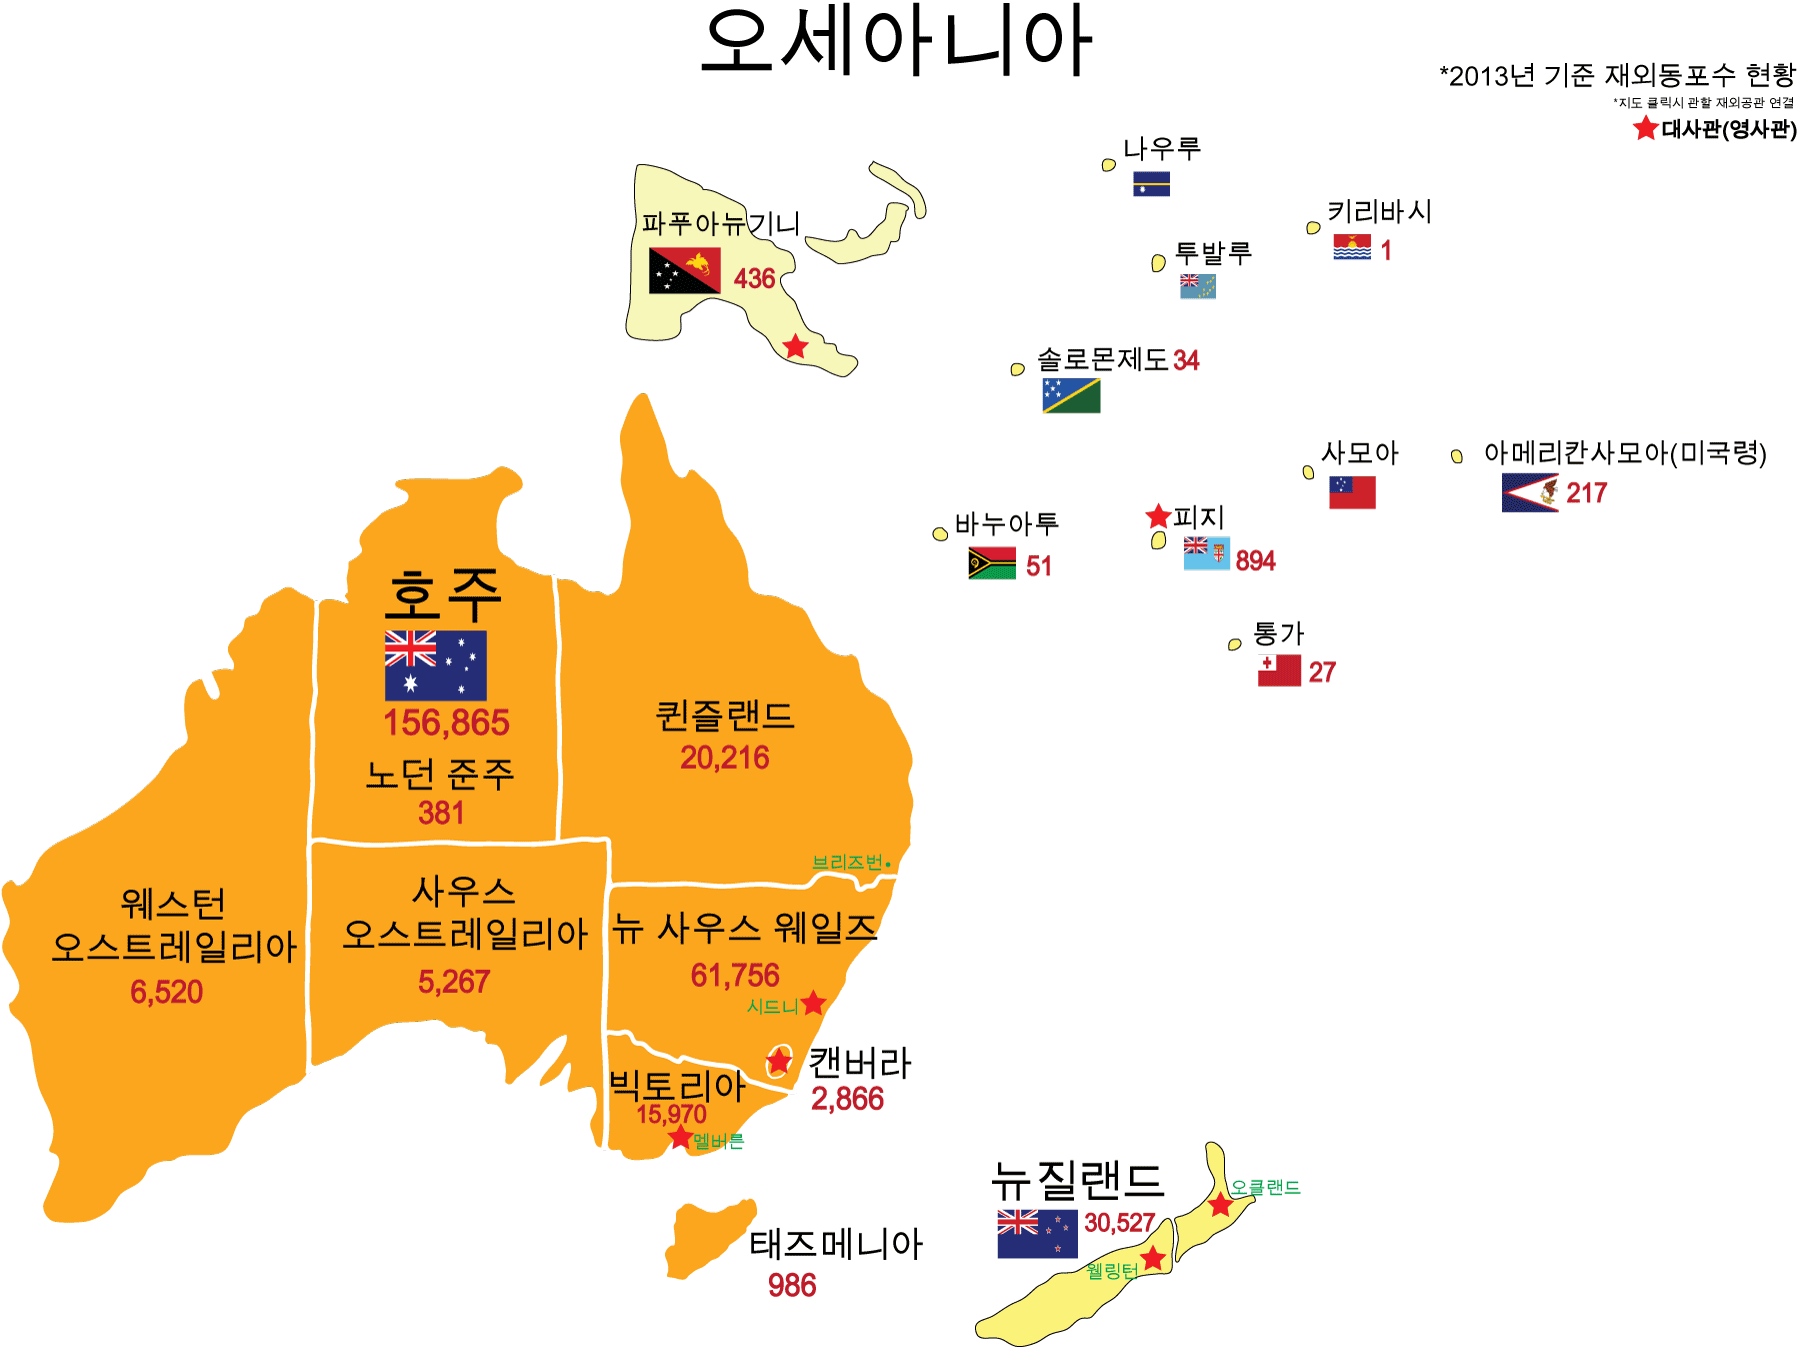 오세아니아
*2013년 기준 재외동포수 현황
*지도 클릭시 관할 재외공관 연결
대사관(영사관)
나우루
키리바시
1
투발루
파푸아뉴기니
436
솔로몬제도 34
사모아
아메리칸사모아(미국령)
217
바누아투
51
피지
894
통가
27
호주
156,865
노던 준주
381
퀸즐랜드
20,216
브리즈번
웨스턴
오스트레일리아
6,520
사우스
오스트레일리아
5,267
뉴 사우스 웨일즈
61,756
시드니
캔버라
2,866
빅토리아
15,970
멜버른
태즈메니아
986
뉴질랜드
30,527
오클랜드
웰링턴